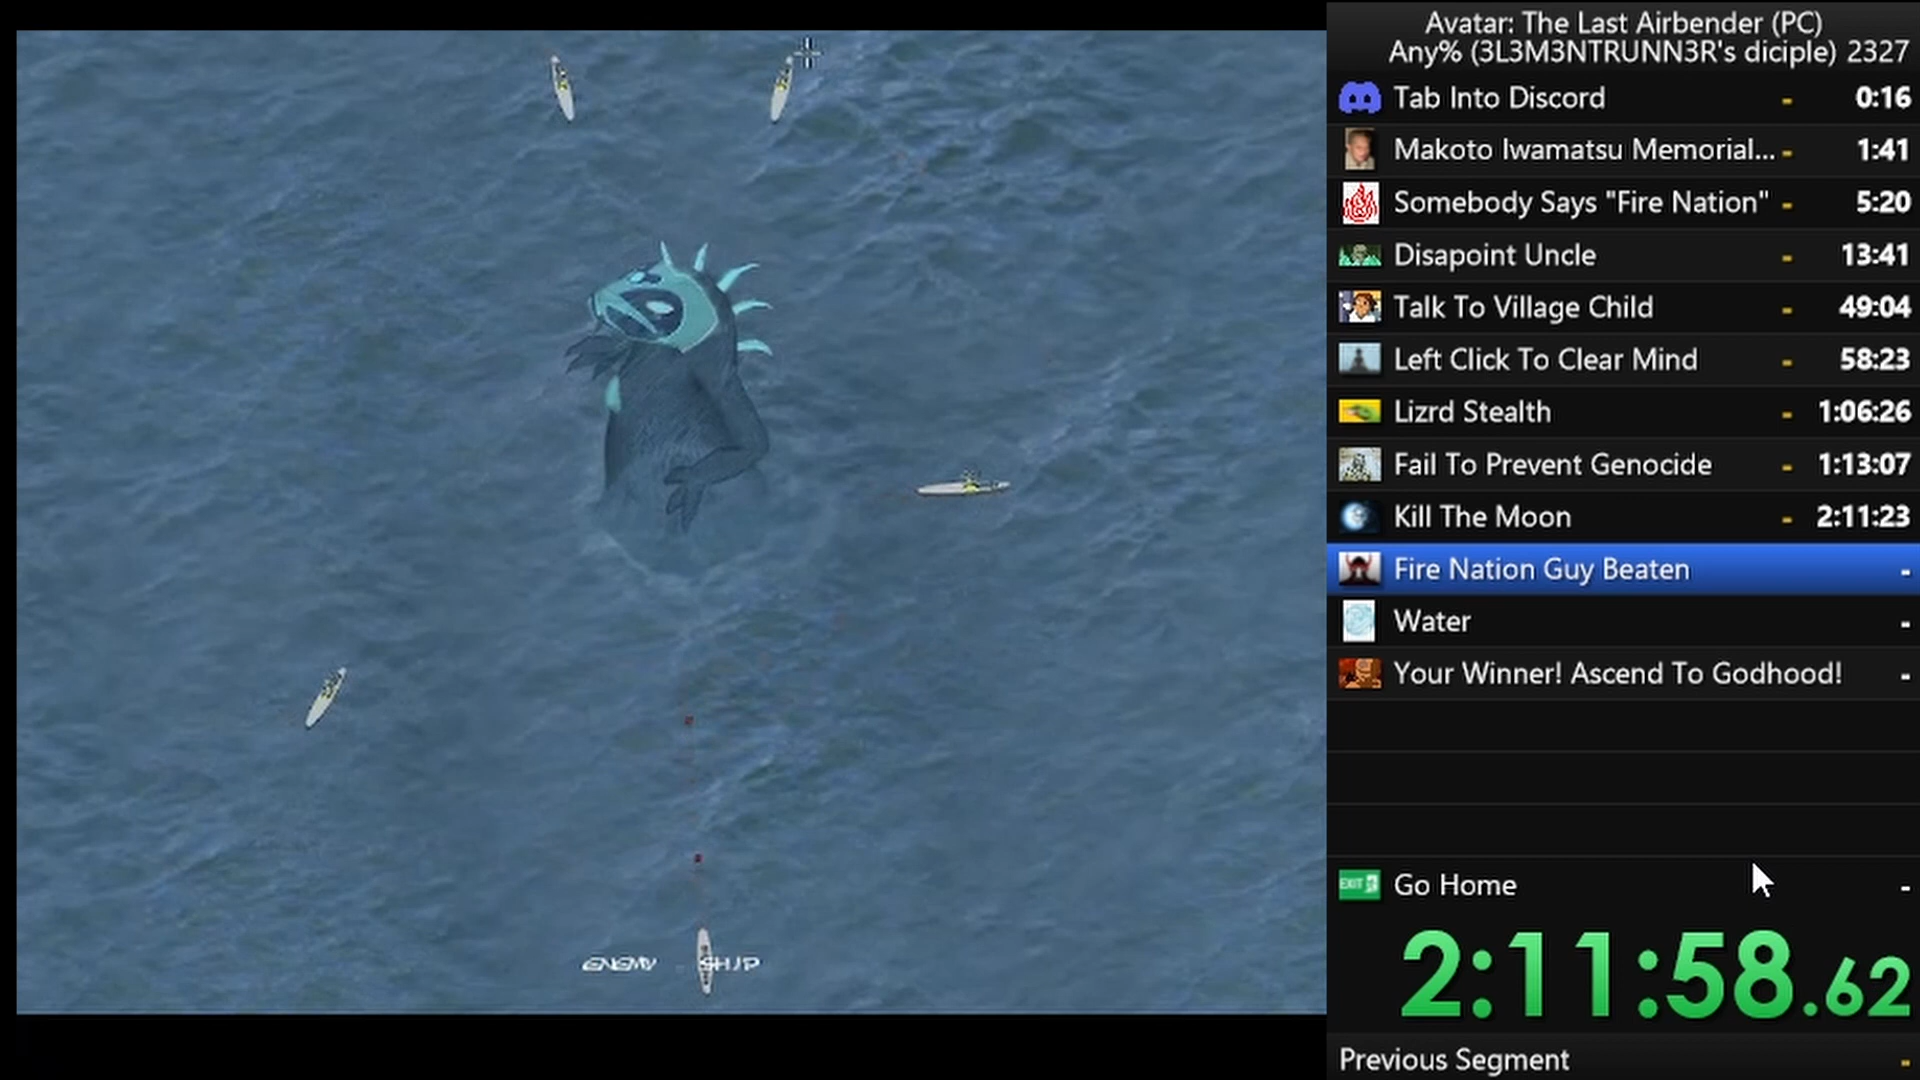 Avatar: The Last Airbender (PC)
Any% (3L3M3NTRUNN3R's diciple) 2327
Tab Into Discord - 0:16
Makoto Iwamatsu Memorial... - 1:41
Somebody Says "Fire Nation" - 5:20
Disapoint Uncle - 13:41
Talk To Village Child - 49:04
Left Click To Clear Mind - 58:23
Lizrd Stealth - 1:06:26
Fail To Prevent Genocide - 1:13:07
Kill The Moon - 2:11:23
Fire Nation Guy Beaten -
Water -
Your Winner! Ascend To Godhood! -
EXIT Go Home -
2:11:58.62
Previous Segment -
ENEMY SHIP